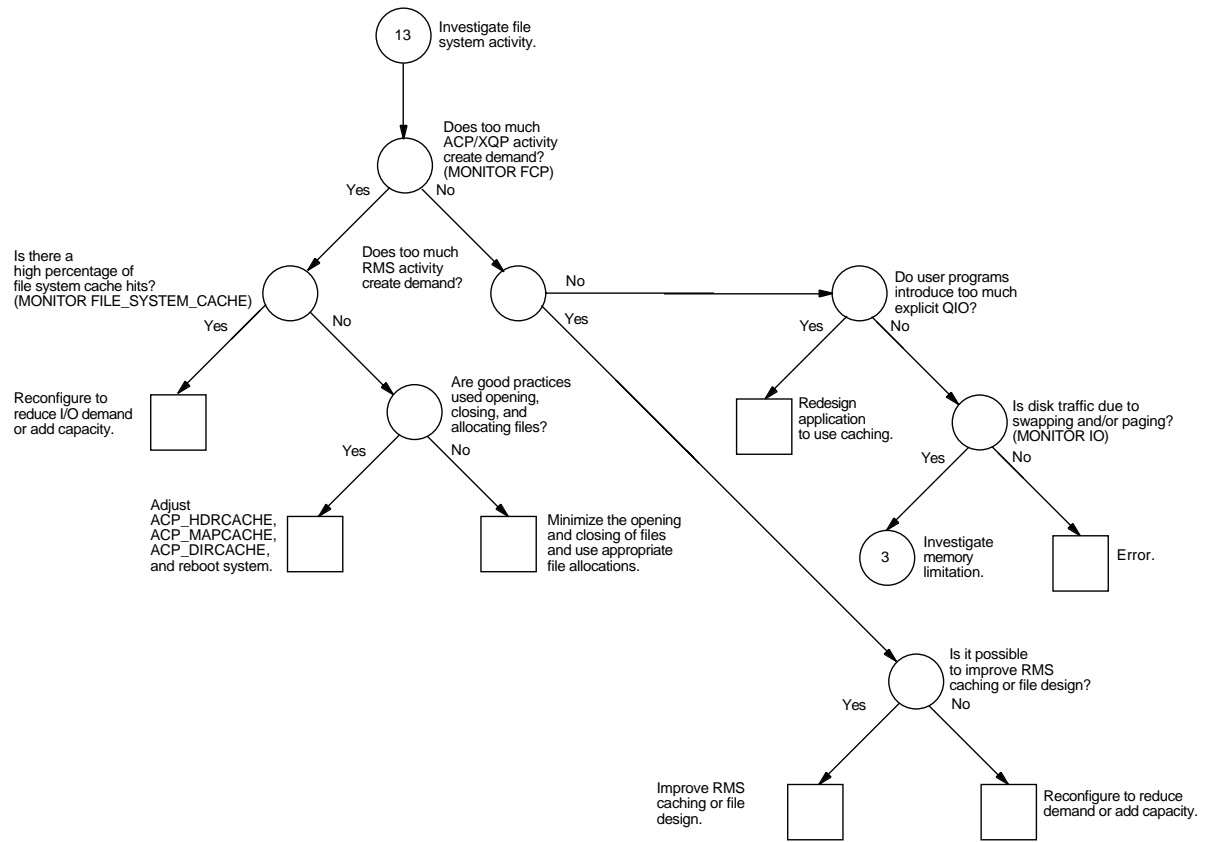 13
Investigate file
system activity.
Does too much
ACP/XQP activity
create demand?
(MONITOR FCP)
Yes
No
Is there a
high percentage of
file system cache hits?
(MONITOR FILE_SYSTEM_CACHE)
Does too much
RMS activity
create demand?
No
Yes
Do user programs
introduce too much
explicit QIO?
Yes
No
Yes
No
Reconfigure to
reduce I/O demand
or add capacity.
Are good practices
used opening,
closing, and
allocating files?
Redesign
application
to use caching.
Is disk traffic due to
swapping and/or paging?
(MONITOR IO)
Yes
No
Yes
No
Adjust
ACP_HDRCACHE,
ACP_MAPCACHE,
ACP_DIRCACHE,
and reboot system.
Minimize the opening
and closing of files
and use appropriate
file allocations.
3
Investigate
memory
limitation.
Error.
Is it possible
to improve RMS
caching or file design?
Yes
No
Improve RMS
caching or file
design.
Reconfigure to reduce
demand or add capacity.